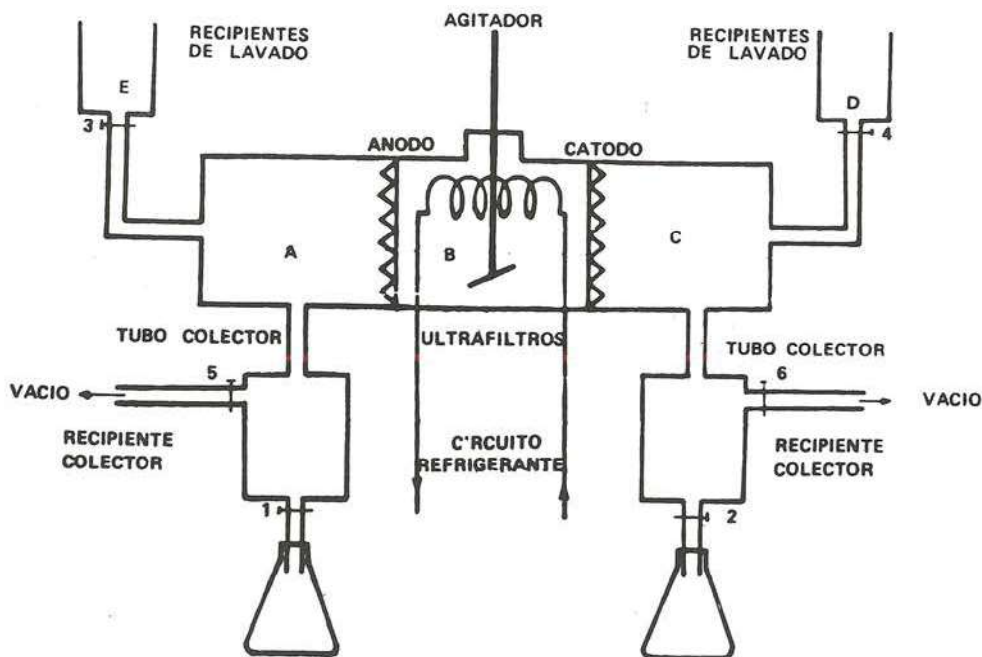 AGITADOR
RECIPIENTES
DE LAVADO
RECIPIENTES
DE LAVADO
E
D
3
4
ANODO
CATODO
A
B
C
TUBO COLECTOR
ULTRAFILTROS
TUBO COLECTOR
5
6
VACIO
VACIO
RECIPIENTE
COLECTOR
C'RCUITO
REFRIGERANTE
RECIPIENTE
COLECTOR
1
2